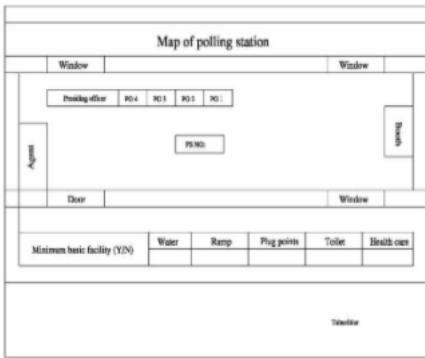 Map of polling station
Window Window
Presiding officer PO 4 PO 3 PO 2 PO 1
Booth
Agent
PS NO:
Door Window
Minimum basic facility (Y/N) Water Ramp Plug points Toilet Health care